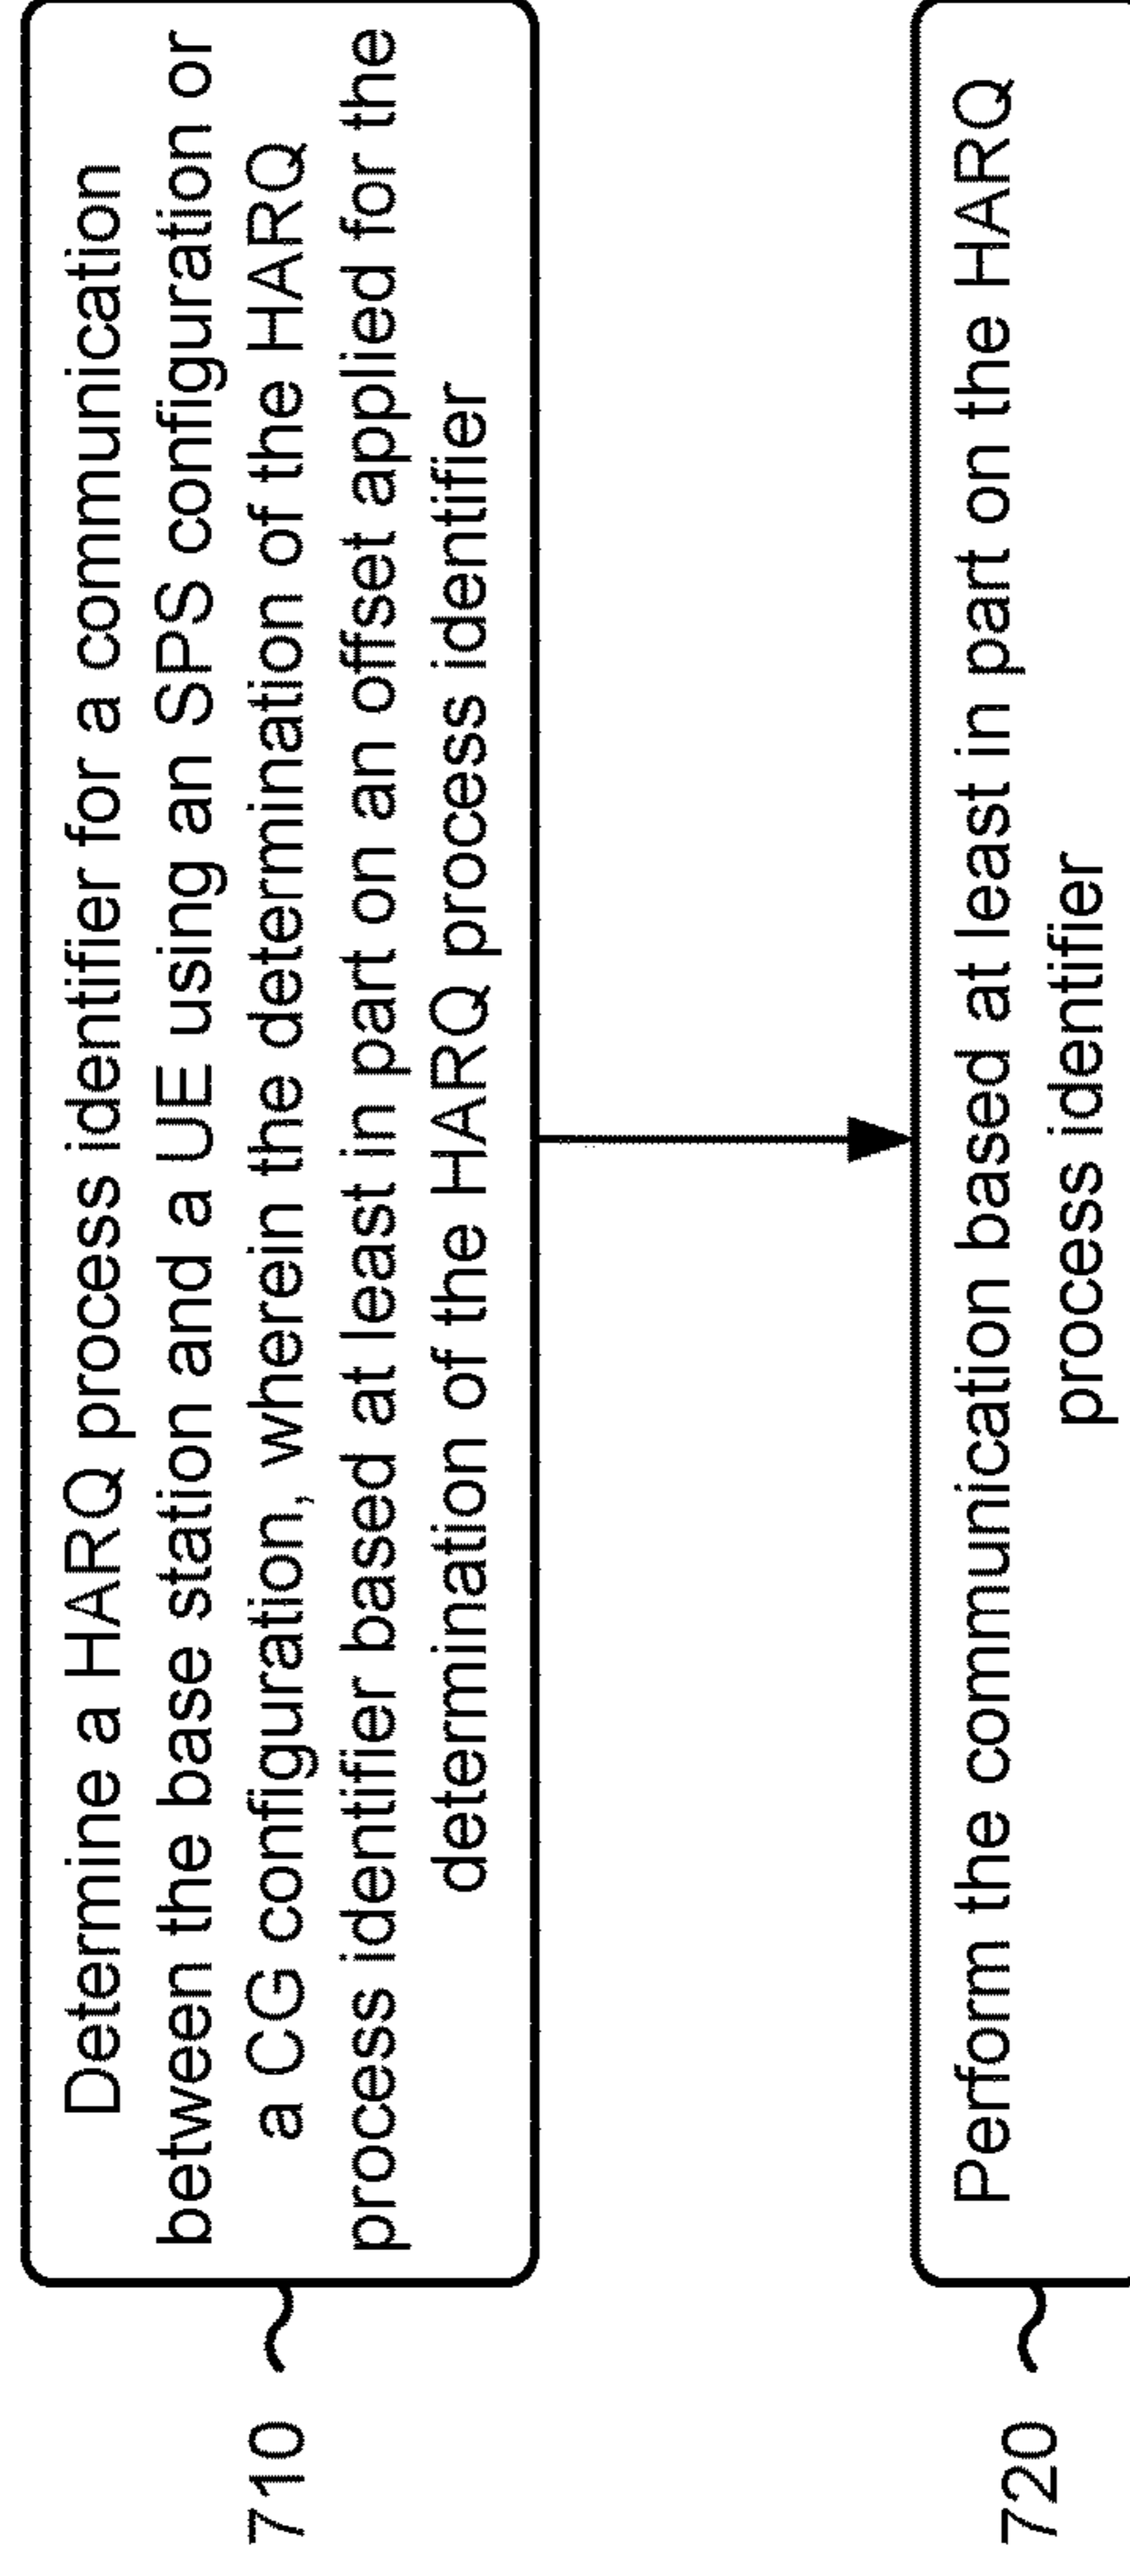 710
Determine a HARQ process identifier for a communication
between the base station and a UE using an SPS configuration or
a CG configuration, wherein the determination of the HARQ
process identifier based at least in part on an offset applied for the
determination of the HARQ process identifier
720
Perform the communication based at least in part on the HARQ
process identifier